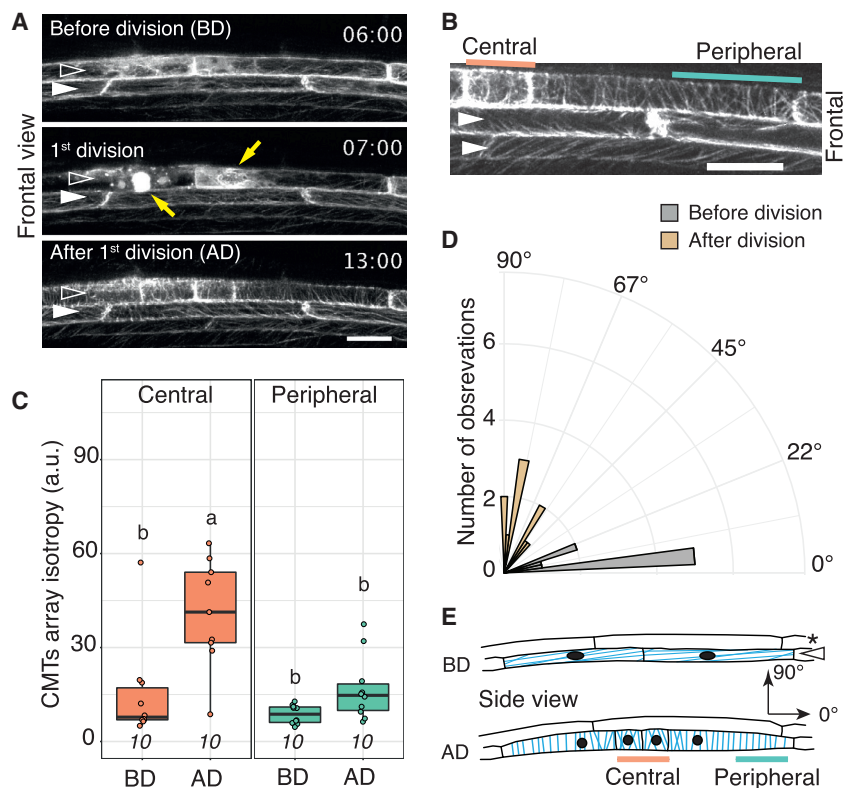 A
Before division (BD)
06:00
1st division
07:00
After 1st division (AD)
13:00
Frontal view
B
Central
Peripheral
Frontal
Before division
After division
C
Central
Peripheral
CMTs array isotropy (a.u.)
90
60
30
0
b
a
b
b
10
10
10
10
BD
AD
BD
AD
D
90°
67°
45°
22°
0°
Number of obsrevations
6
4
2
0
E
BD
*
Side view
90°
0°
AD
Central
Peripheral